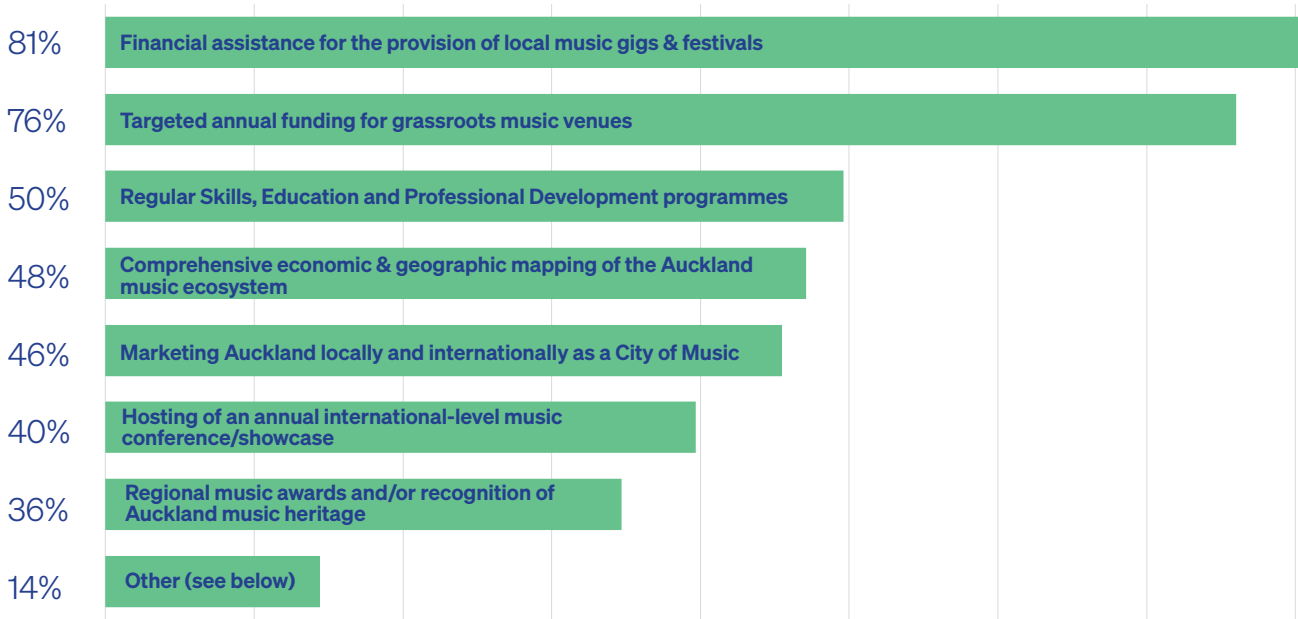 81%
Financial assistance for the provision of local music gigs & festivals
76%
Targeted annual funding for grassroots music venues
50%
Regular Skills, Education and Professional Development programmes
48%
Comprehensive economic & geographic mapping of the Auckland
music ecosystem
46%
Marketing Auckland locally and internationally as a City of Music
40%
Hosting of an annual international-level music
conference/showcase
36%
Regional music awards and/or recognition of
Auckland music heritage
14%
Other (see below)